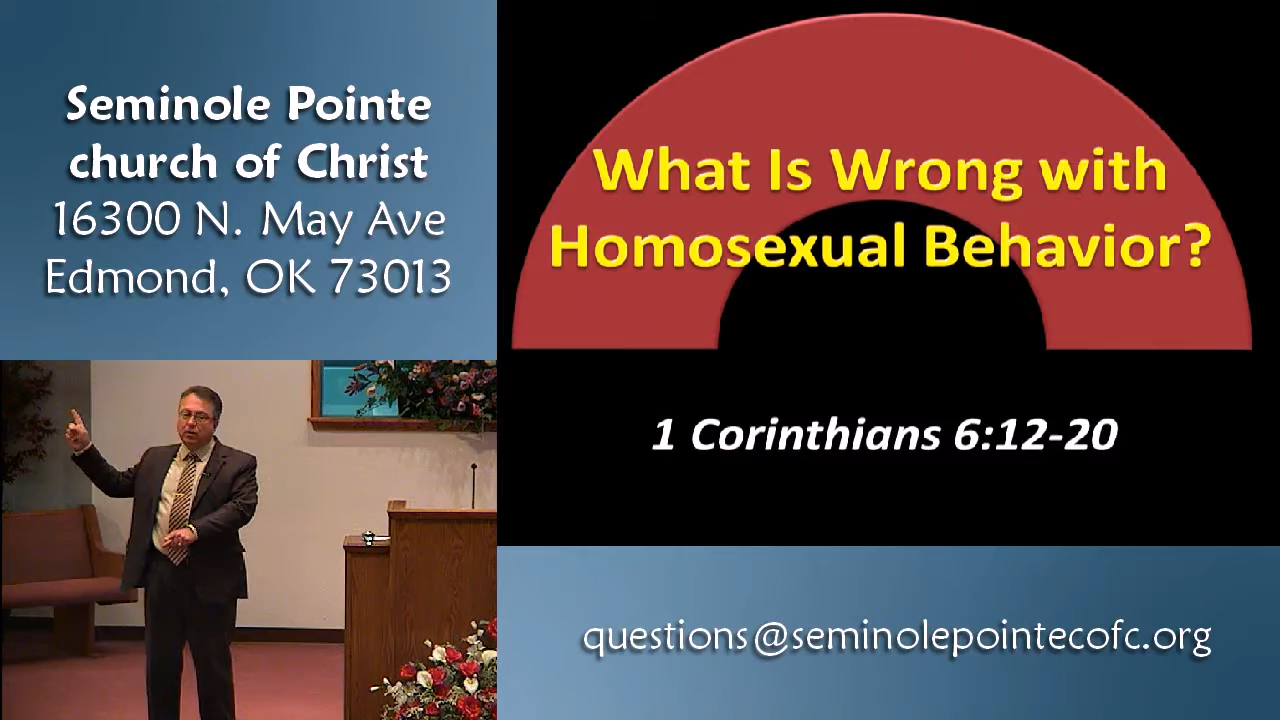 Seminole Pointe
church of Christ
16300 N. May Ave
Edmond, OK 73013
What Is Wrong with
Homosexual Behavior?
1 Corinthians 6:12-20
questions@seminolepointecofc.org